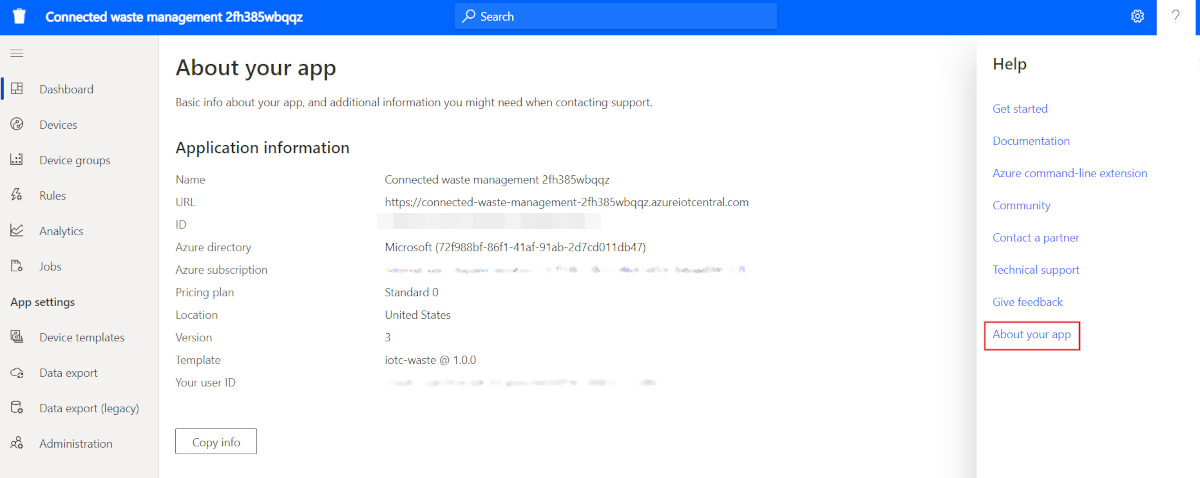 Connected waste management 2fh385wbqqz
Search
?
Dashboard
Devices
Device groups
Rules
Analytics
Jobs
App settings
Device templates
Data export
Data export (legacy)
Administration
About your app
Basic info about your app, and additional information you might need when contacting support.
Application information
Name Connected waste management 2fh385wbqqz
URL https://connected-waste-management-2fh385wbqqz.azureiotcentral.com
ID
Azure directory Microsoft (72f988bf-86f1-41af-91ab-2d7cd011db47)
Azure subscription
Pricing plan Standard 0
Location United States
Version 3
Template iotc-waste @ 1.0.0
Your user ID
Copy info
Help
Get started
Documentation
Azure command-line extension
Community
Contact a partner
Technical support
Give feedback
About your app